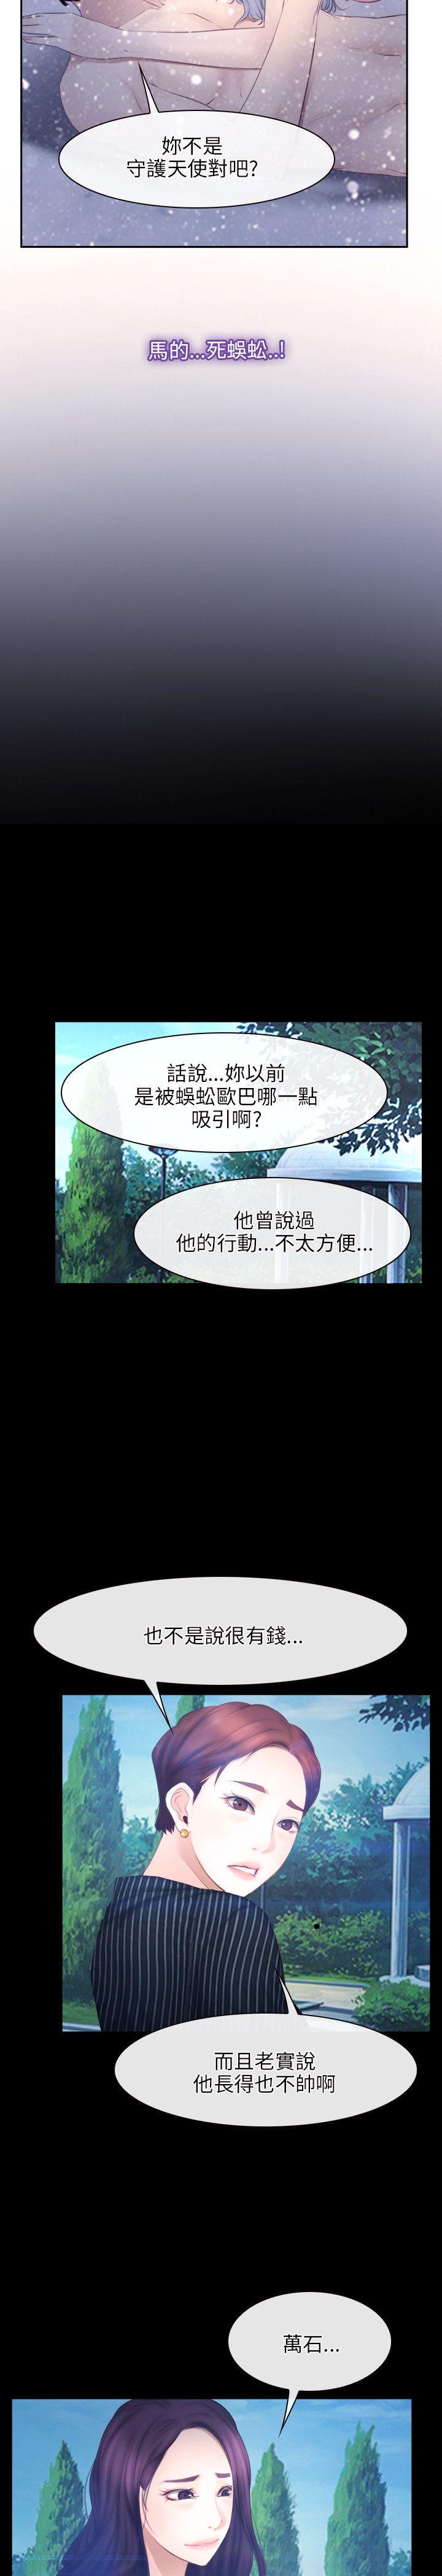 妳不是
守護天使對吧?
馬的...死蜈蚣..!
話說...妳以前
是被蜈蚣歐巴哪一點
吸引啊?
他曾說過
他的行動...不太方便...
也不是說很有錢...
而且老實說
他長得也不帥啊
萬石...